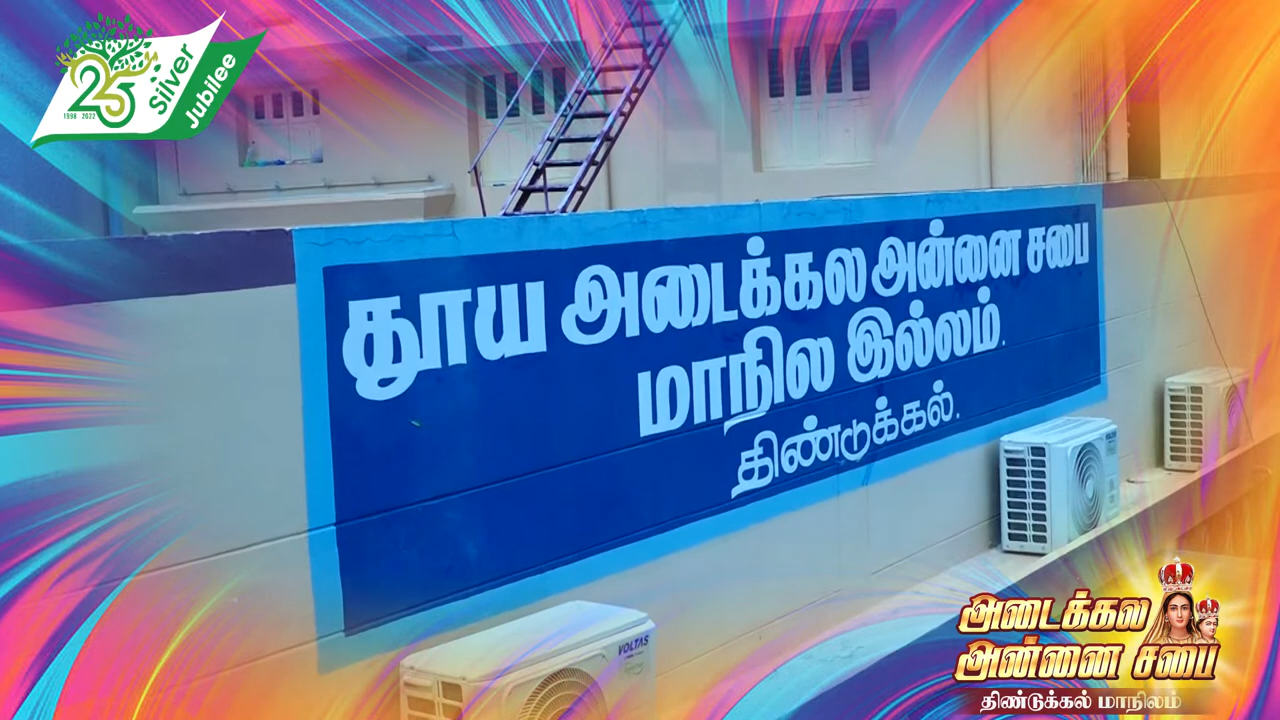 25
Silver
Jubilee
1998 2022
தூய அடைக்கல அன்னை சபை
மாநில இல்லம்.
திண்டுக்கல்.
VOLTAS
VOLTAS
அடைக்கல
அன்னை சபை
திண்டுக்கல் மாநிலம்